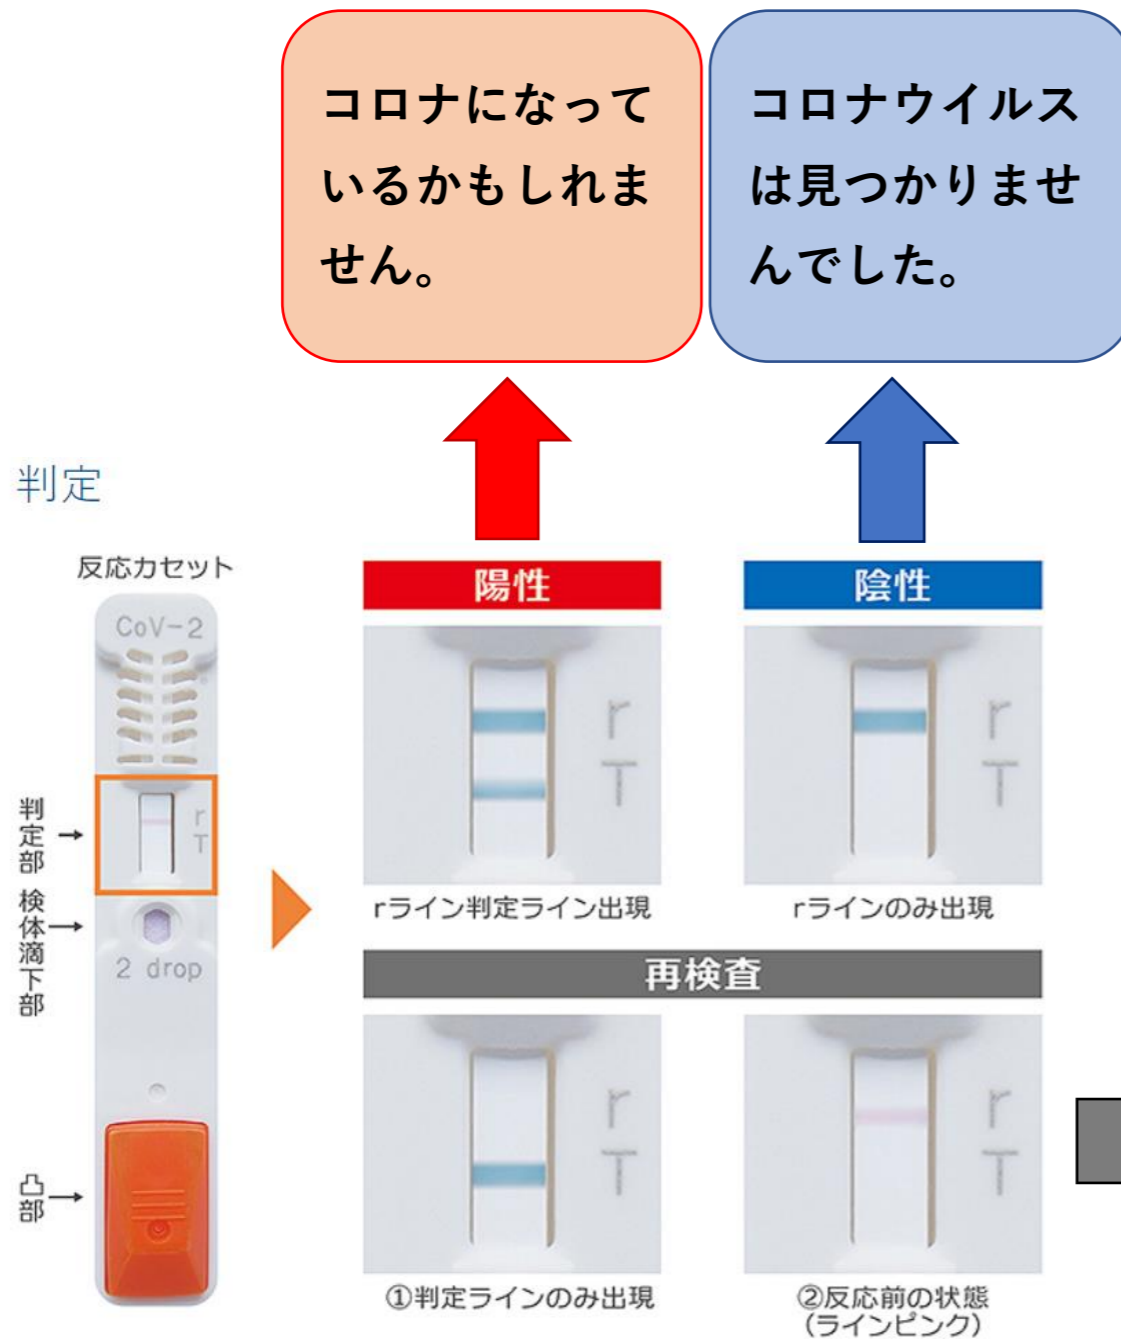 コロナになって
いるかもしれま
せん。
コロナウイルス
は見つかりませ
んでした。
判定
反応カセット
CoV-2
r
T
判定部
検体滴下部
2 drop
凸部
陽性
r
T
rライン判定ライン出現
陰性
r
T
rラインのみ出現
再検査
r
T
①判定ラインのみ出現
r
T
②反応前の状態
(ラインピンク)